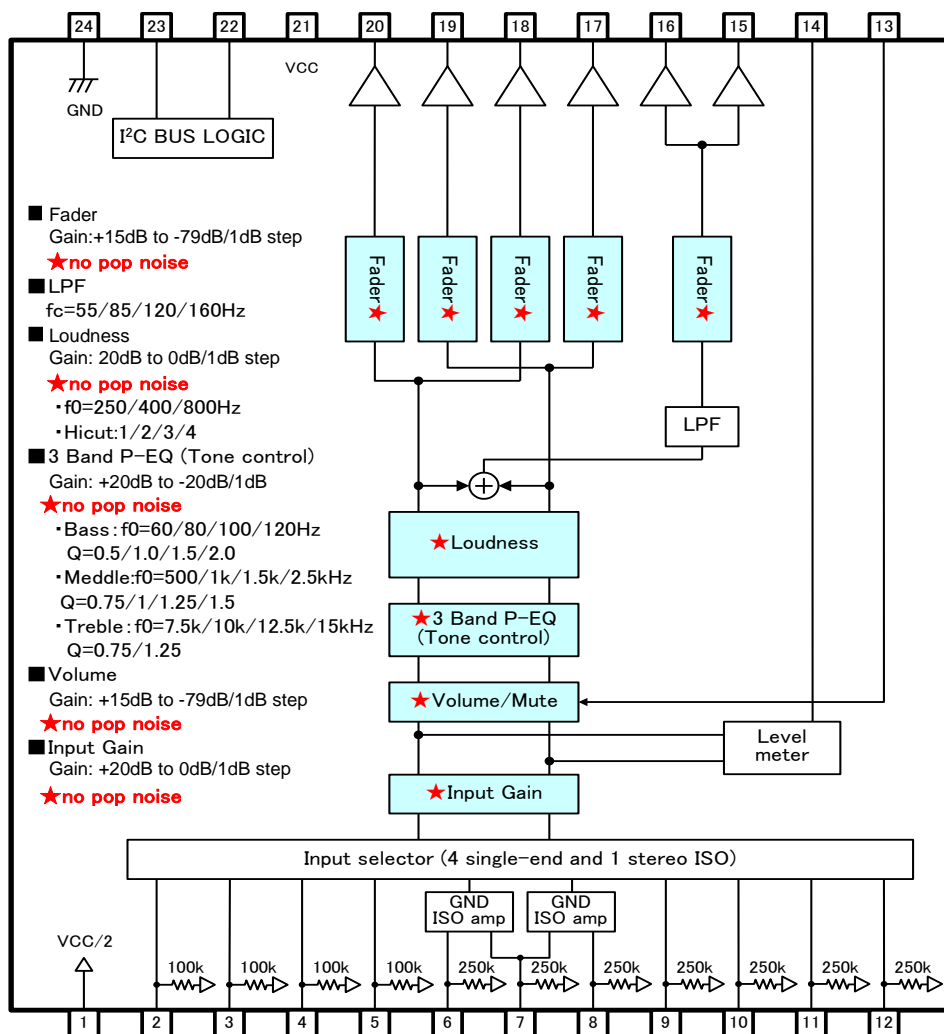 24 23 22 21 20 19 18 17 16 15 14 13
VCC
GND
I²C BUS LOGIC
■ Fader
Gain:+15dB to -79dB/1dB step
★no pop noise
■LPF
fc=55/85/120/160Hz
■Loudness
Gain: 20dB to 0dB/1dB step
★no pop noise
・f0=250/400/800Hz
・Hicut:1/2/3/4
■3 Band P-EQ (Tone control)
Gain: +20dB to -20dB/1dB
★no pop noise
・Bass:f0=60/80/100/120Hz
Q=0.5/1.0/1.5/2.0
・Meddle:f0=500/1k/1.5k/2.5kHz
Q=0.75/1/1.25/1.5
・Treble:f0=7.5k/10k/12.5k/15kHz
Q=0.75/1.25
■Volume
Gain: +15dB to -79dB/1dB step
★no pop noise
■Input Gain
Gain: +20dB to 0dB/1dB step
★no pop noise
Fader★
Fader★
Fader★
Fader★
Fader★
LPF
★Loudness
★3 Band P-EQ
(Tone control)
★Volume/Mute
Level
meter
★Input Gain
Input selector (4 single-end and 1 stereo ISO)
GND
ISO amp
GND
ISO amp
VCC/2
100k 100k 100k 100k 250k 250k 250k 250k 250k 250k 250k
1 2 3 4 5 6 7 8 9 10 11 12